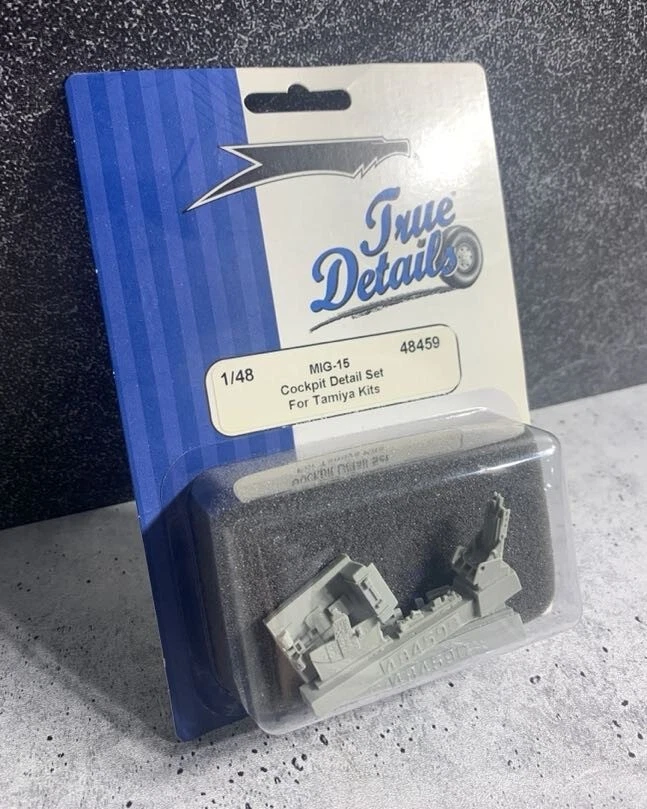 True
Details
1/48
MIG-15
48459
Cockpit Detail Set
For Tamiya Kits